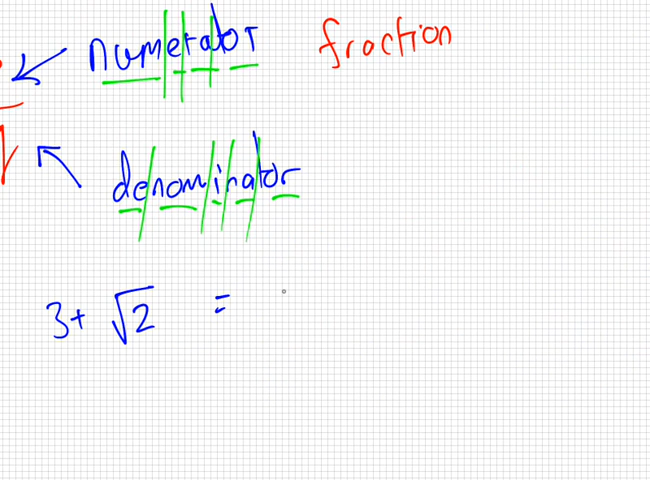 numerator fraction
denominator
3+ √2 =